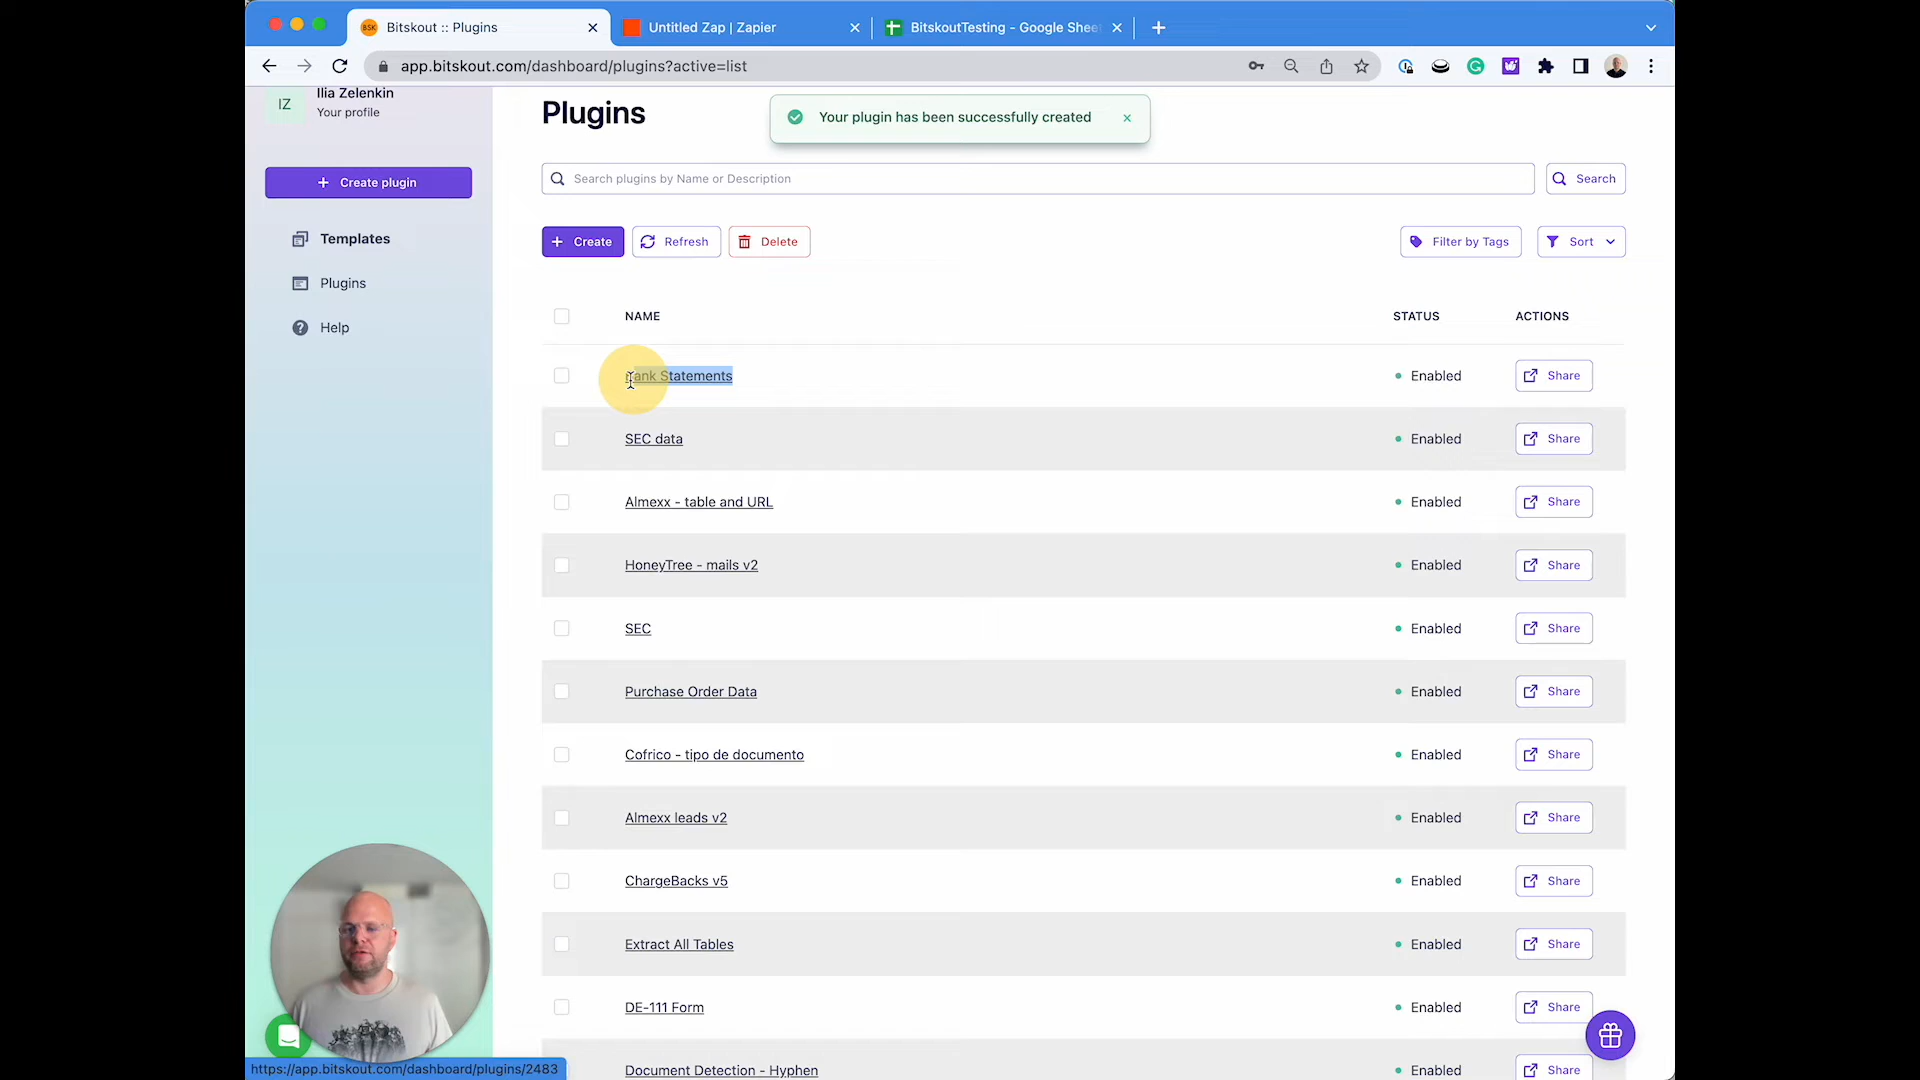 Bitskout :: Plugins
Untitled Zap | Zapier
BitskoutTesting - Google Shee
app.bitskout.com/dashboard/plugins?active=list
IZ
Ilia Zelenkin
Your profile
Plugins
Your plugin has been successfully created
Create plugin
Search plugins by Name or Description
Search
Templates
Plugins
Help
Create
Refresh
Delete
Filter by Tags
Sort
NAME
STATUS
ACTIONS
Bank Statements
Enabled
Share
SEC data
Enabled
Share
Almexx - table and URL
Enabled
Share
HoneyTree - mails v2
Enabled
Share
SEC
Enabled
Share
Purchase Order Data
Enabled
Share
Cofrico - tipo de documento
Enabled
Share
Almexx leads v2
Enabled
Share
ChargeBacks v5
Enabled
Share
Extract All Tables
Enabled
Share
DE-111 Form
Enabled
Share
Document Detection - Hyphen
Enabled
Share
https://app.bitskout.com/dashboard/plugins/2483